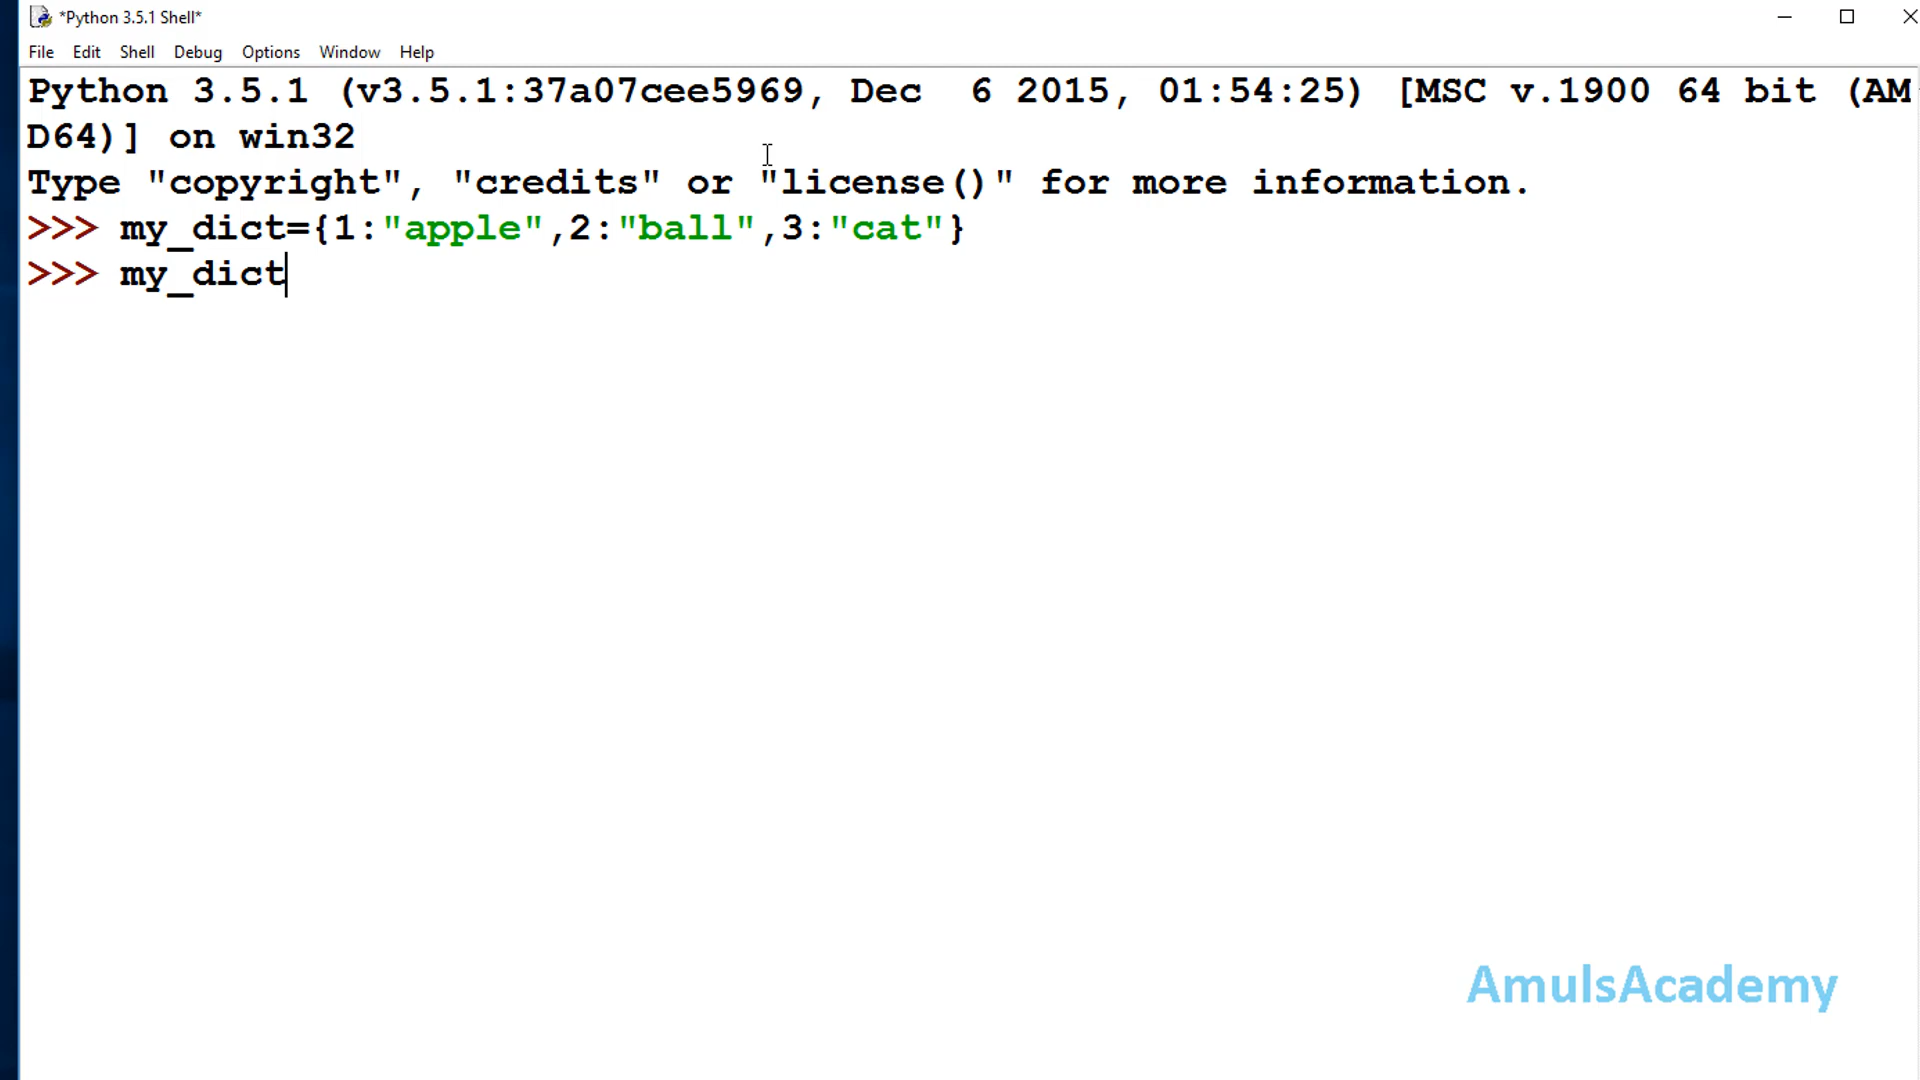 *Python 3.5.1 Shell*
File Edit Shell Debug Options Window Help
Python 3.5.1 (v3.5.1:37a07cee5969, Dec  6 2015, 01:54:25) [MSC v.1900 64 bit (AM
D64)] on win32
Type "copyright", "credits" or "license()" for more information.
>>> my_dict={1:"apple",2:"ball",3:"cat"}
>>> my_dict
AmulsAcademy